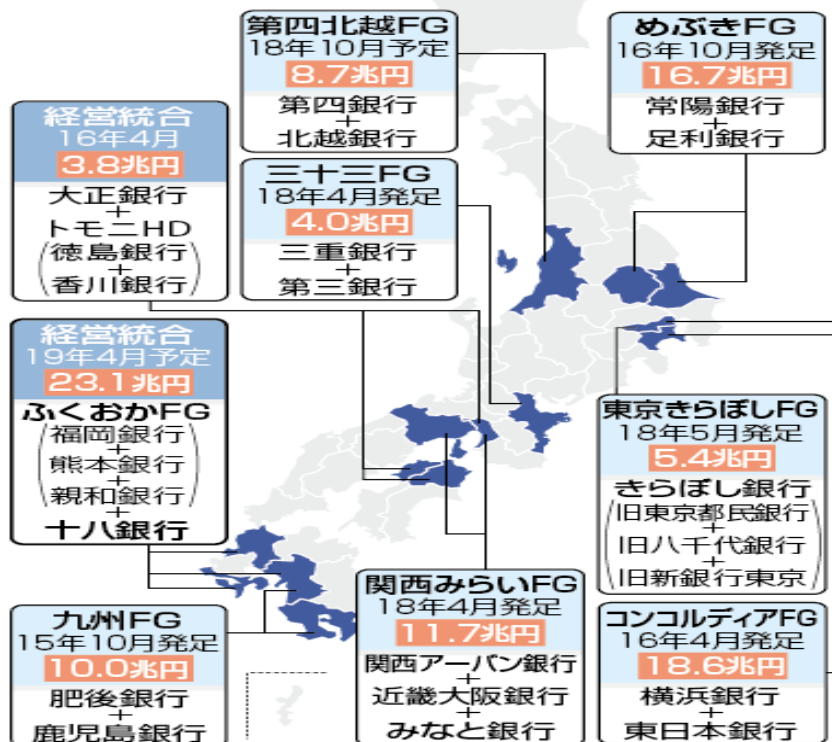 第四北越FG
18年10月予定
8.7兆円
第四銀行
+
北越銀行
めぶきFG
16年10月発足
16.7兆円
常陽銀行
+
足利銀行
経営統合
16年4月
3.8兆円
大正銀行
+
トモニHD
(徳島銀行
+
香川銀行)
三十三FG
18年4月発足
4.0兆円
三重銀行
+
第三銀行
経営統合
19年4月予定
23.1兆円
ふくおかFG
(福岡銀行
+
熊本銀行
+
親和銀行)
+
十八銀行
東京きらぼしFG
18年5月発足
5.4兆円
きらぼし銀行
(旧東京都民銀行
+
旧八千代銀行
+
旧新銀行東京)
九州FG
15年10月発足
10.0兆円
肥後銀行
+
鹿児島銀行
関西みらいFG
18年4月発足
11.7兆円
関西アーバン銀行
+
近畿大阪銀行
+
みなと銀行
コンコルディアFG
16年4月発足
18.6兆円
横浜銀行
+
東日本銀行